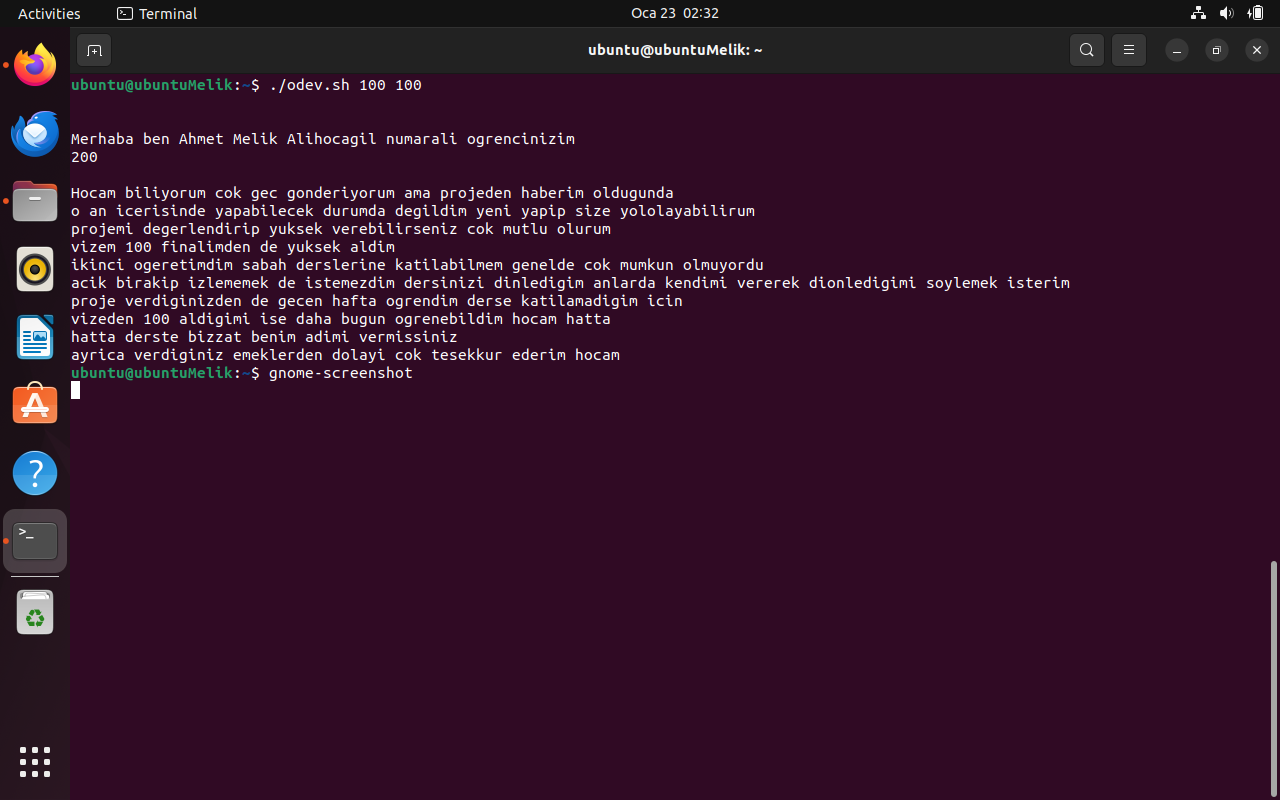 Activities
Terminal
Oca 23 02:32
ubuntu@ubuntuMelik: ~
ubuntu@ubuntuMelik:~$ ./odev.sh 100 100
Merhaba ben Ahmet Melik Alihocagil numarali ogrencinizim
200
Hocam biliyorum cok gec gonderiyorum ama projeden haberim oldugunda
o an icerisinde yapabilecek durumda degildim yeni yapip size yololayabilirum
projemi degerlendirip yuksek verebilirseniz cok mutlu olurum
vizem 100 finalimden de yuksek aldim
ikinci ogeretimdim sabah derslerine katilabilmem genelde cok mumkun olmuyordu
acik birakip izlememek de istemezdim dersinizi dinledigim anlarda kendimi vererek dionledigimi soylemek isterim
proje verdiginizden de gecen hafta ogrendim derse katilamadigim icin
vizeden 100 aldigimi ise daha bugun ogrenebildim hocam hatta
hatta derste bizzat benim adimi vermissiniz
ayrica verdiginiz emeklerden dolayi cok tesekkur ederim hocam
ubuntu@ubuntuMelik:~$ gnome-screenshot